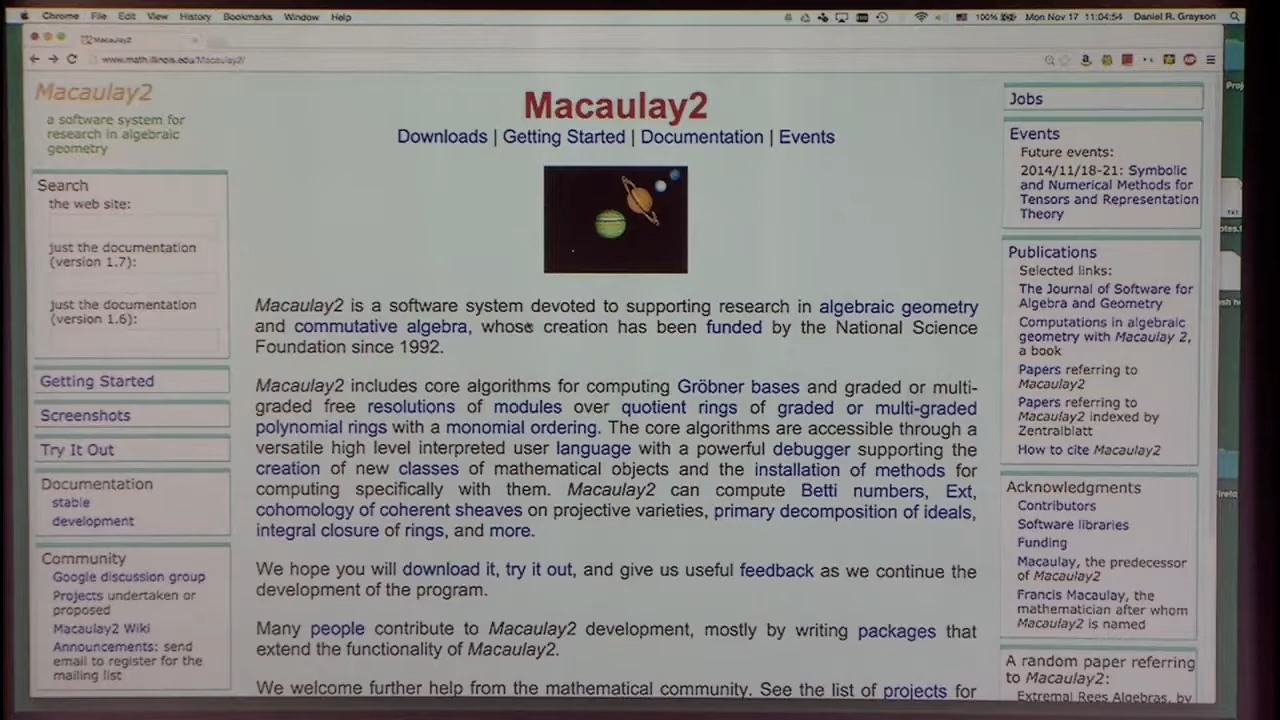 Chrome File Edit View History Bookmarks Window Help
100% Mon Nov 17 11:04:54 Daniel R. Grayson
Macaulay2
www.math.illinois.edu/Macaulay2/
Macaulay2
a software system for
research in algebraic
geometry
Search
the web site:
just the documentation
(version 1.7):
just the documentation
(version 1.6):
Getting Started
Screenshots
Try It Out
Documentation
stable
development
Community
Google discussion group
Projects undertaken or
proposed
Macaulay2 Wiki
Announcements: send
email to register for the
mailing list
Macaulay2
Downloads | Getting Started | Documentation | Events
Macaulay2 is a software system devoted to supporting research in algebraic geometry
and commutative algebra, whose creation has been funded by the National Science
Foundation since 1992.
Macaulay2 includes core algorithms for computing Gröbner bases and graded or multi-
graded free resolutions of modules over quotient rings of graded or multi-graded
polynomial rings with a monomial ordering. The core algorithms are accessible through a
versatile high level interpreted user language with a powerful debugger supporting the
creation of new classes of mathematical objects and the installation of methods for
computing specifically with them. Macaulay2 can compute Betti numbers, Ext,
cohomology of coherent sheaves on projective varieties, primary decomposition of ideals,
integral closure of rings, and more.
We hope you will download it, try it out, and give us useful feedback as we continue the
development of the program.
Many people contribute to Macaulay2 development, mostly by writing packages that
extend the functionality of Macaulay2.
We welcome further help from the mathematical community. See the list of projects for
Jobs
Events
Future events:
2014/11/18-21: Symbolic
and Numerical Methods for
Tensors and Representation
Theory
Publications
Selected links:
The Journal of Software for
Algebra and Geometry
Computations in algebraic
geometry with Macaulay 2,
a book
Papers referring to
Macaulay2
Papers referring to
Macaulay2 indexed by
Zentralblatt
How to cite Macaulay2
Acknowledgments
Contributors
Software libraries
Funding
Macaulay, the predecessor
of Macaulay2
Francis Macaulay, the
mathematician after whom
Macaulay2 is named
A random paper referring
to Macaulay2:
Extremal Rees Algebras, by